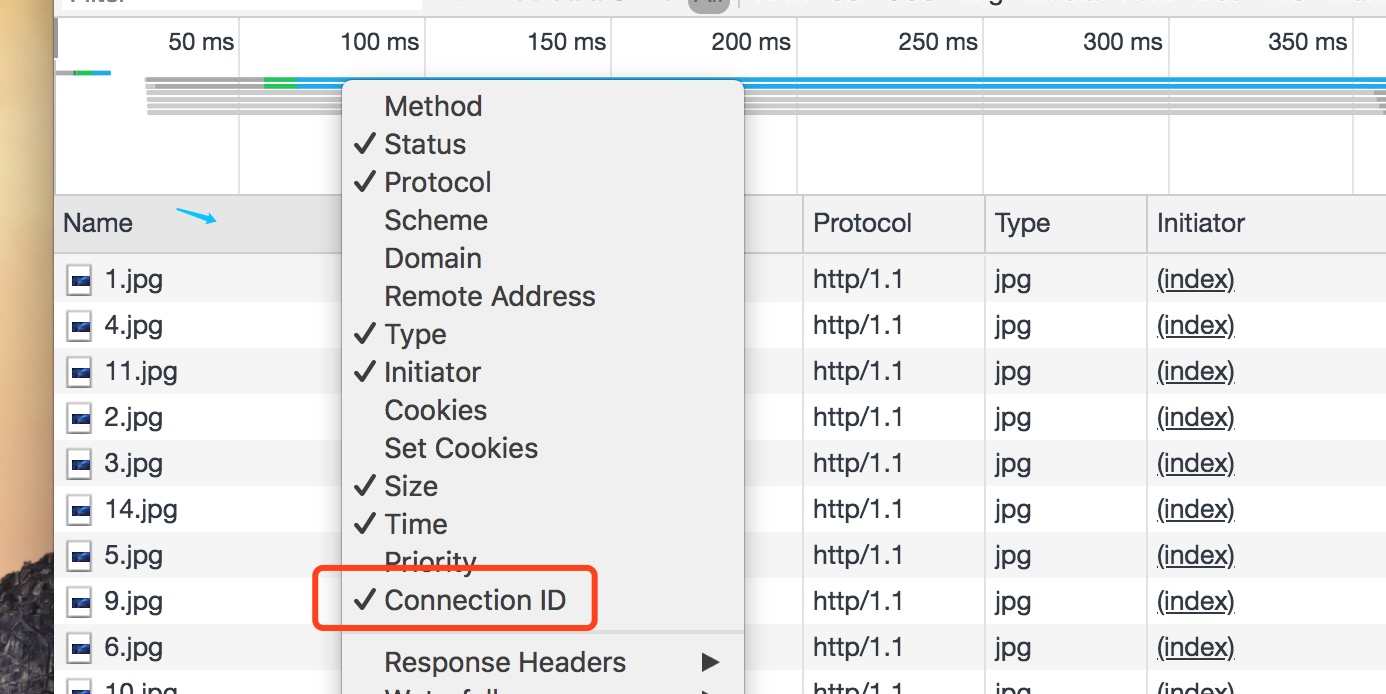 50 ms 100 ms 150 ms 200 ms 250 ms 300 ms 350 ms
Method
Status
Protocol
Scheme
Domain
Remote Address
Type
Initiator
Cookies
Set Cookies
Size
Time
Priority
Connection ID
Response Headers
Name Protocol Type Initiator
1.jpg http/1.1 jpg (index)
4.jpg http/1.1 jpg (index)
11.jpg http/1.1 jpg (index)
2.jpg http/1.1 jpg (index)
3.jpg http/1.1 jpg (index)
14.jpg http/1.1 jpg (index)
5.jpg http/1.1 jpg (index)
9.jpg http/1.1 jpg (index)
6.jpg http/1.1 jpg (index)
10.jpg http/1.1 jpg (index)